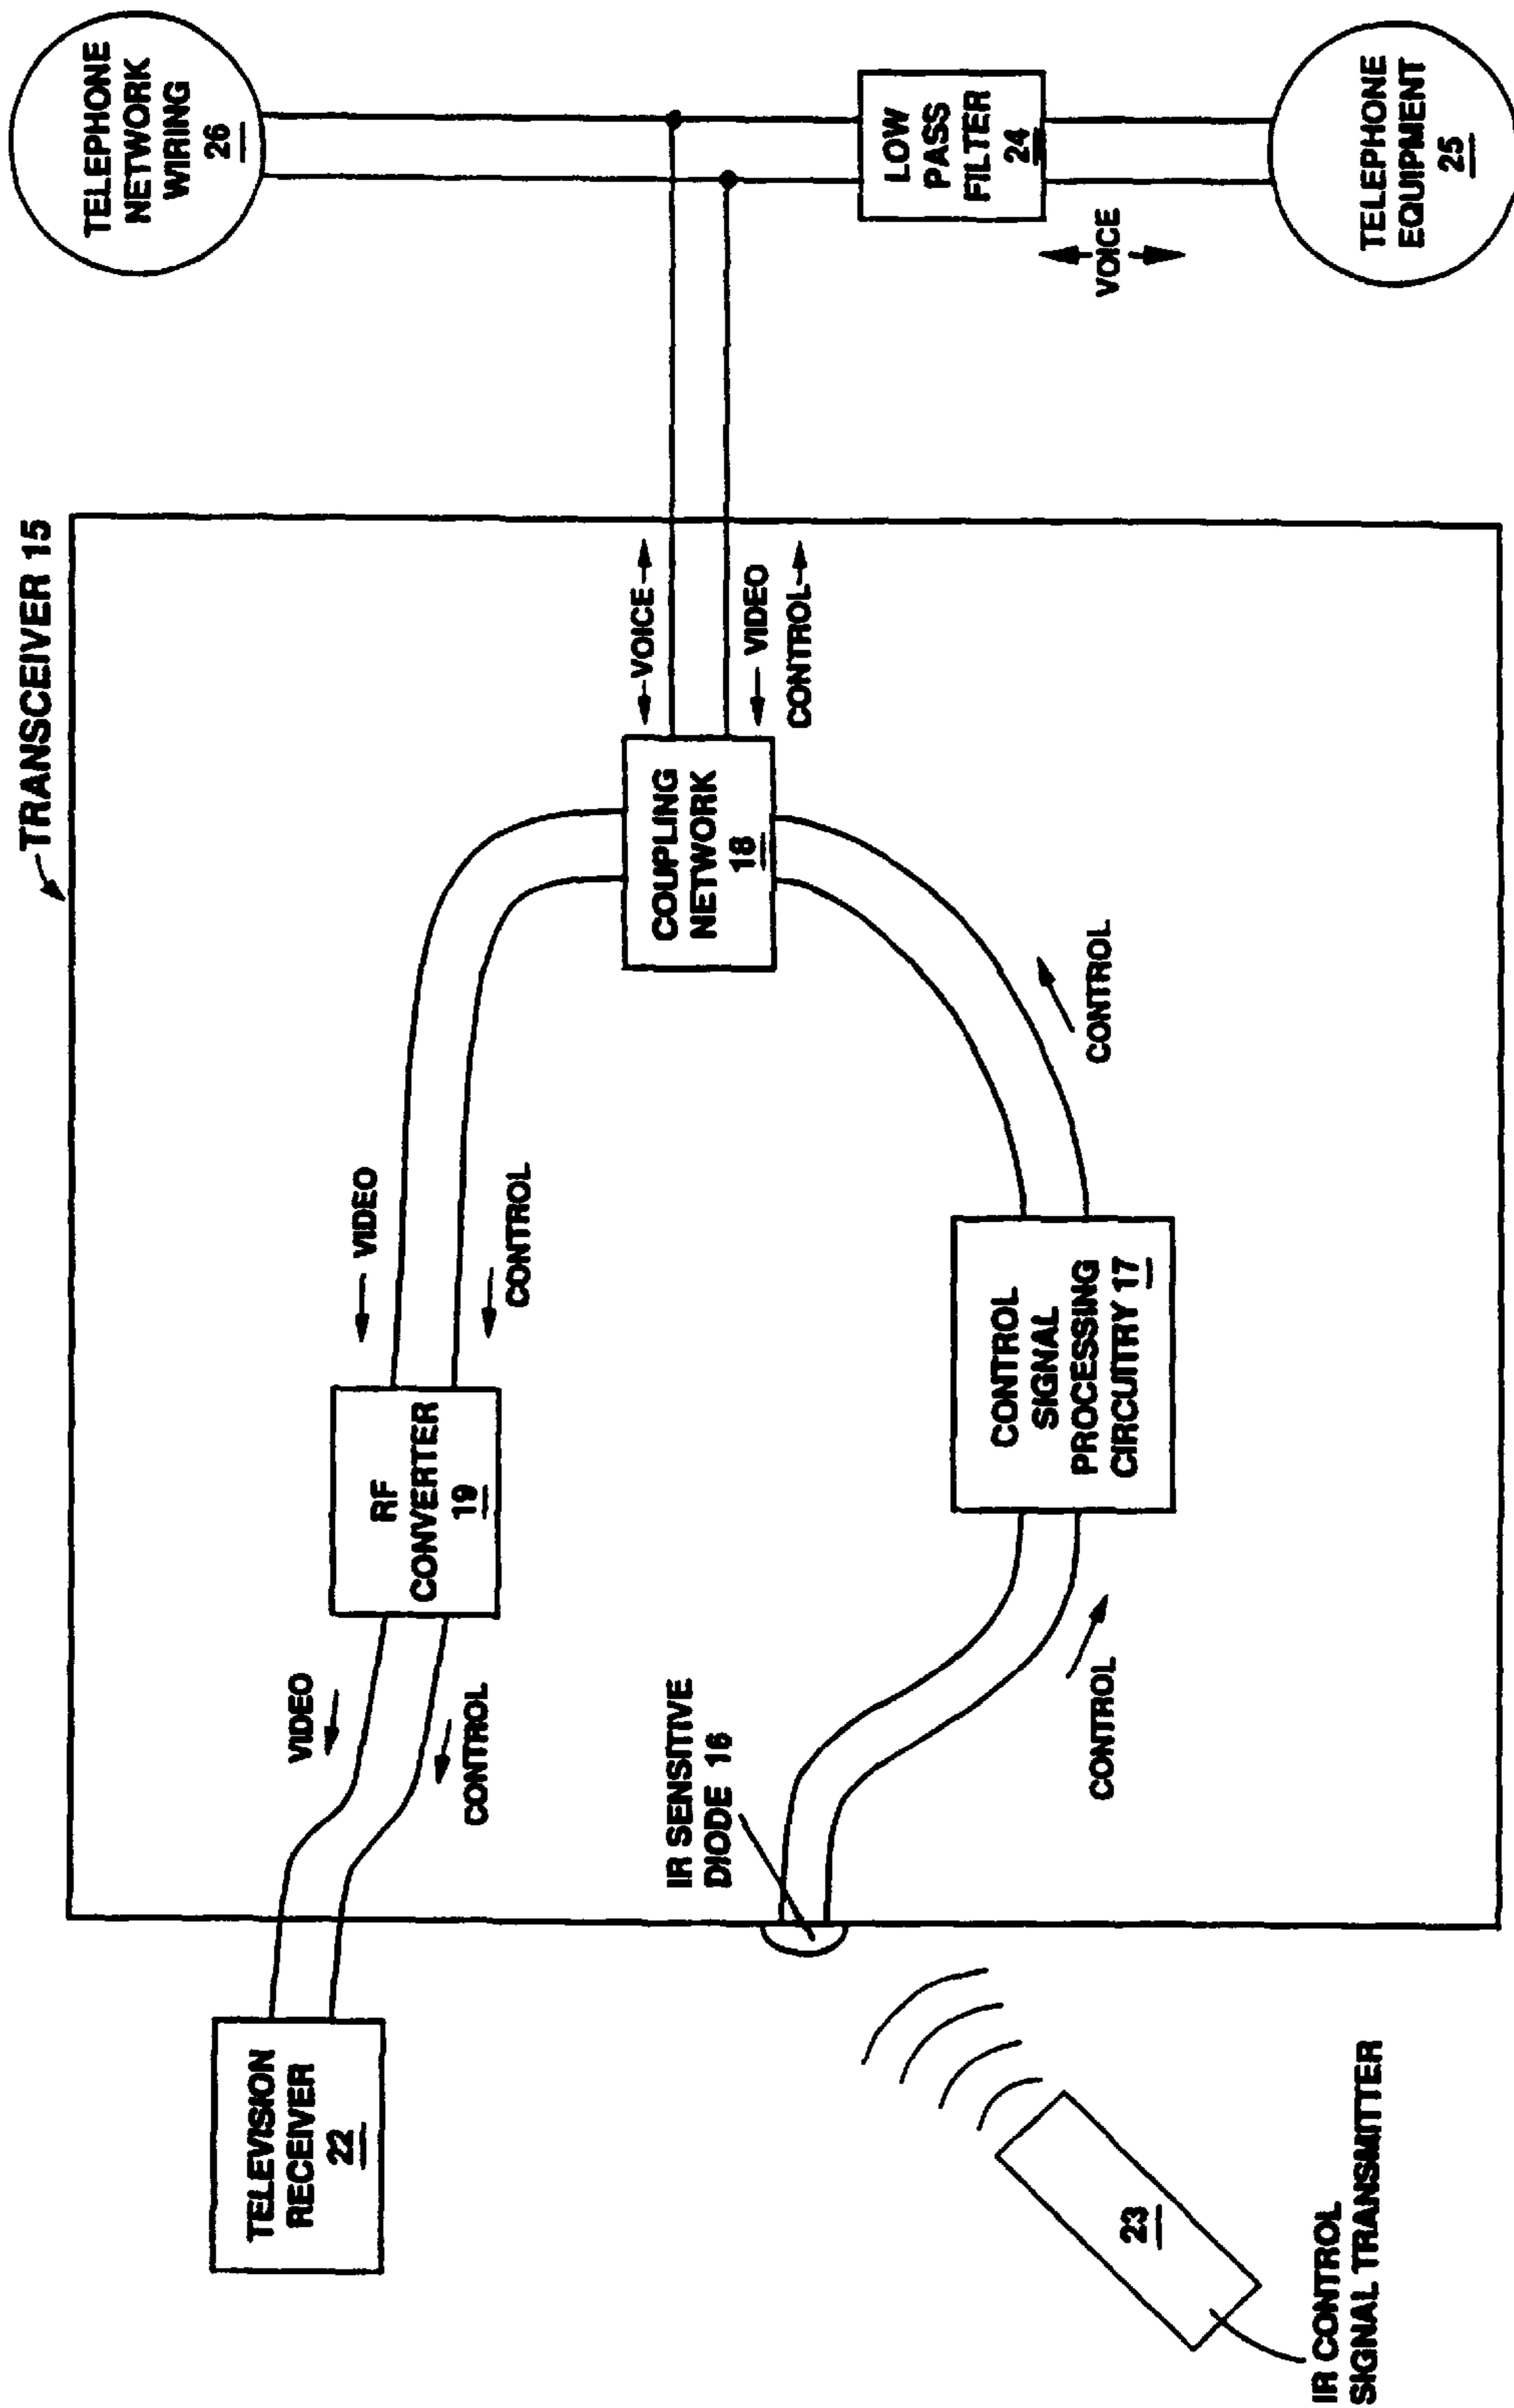 TRANSCEIVER 15
TELEVISION
RECEIVER
22
VIDEO
CONTROL
RF
CONVERTER
19
VIDEO
CONTROL
COUPLING
NETWORK
18
VOICE
VIDEO
CONTROL
TELEPHONE
NETWORK
WIRING
26
LOW
PASS
FILTER
24
VOICE
TELEPHONE
EQUIPMENT
25
IR SENSITIVE
DIODE 16
CONTROL
CONTROL
SIGNAL
PROCESSING
CIRCUITRY 17
CONTROL
23
IR CONTROL
SIGNAL TRANSMITTER